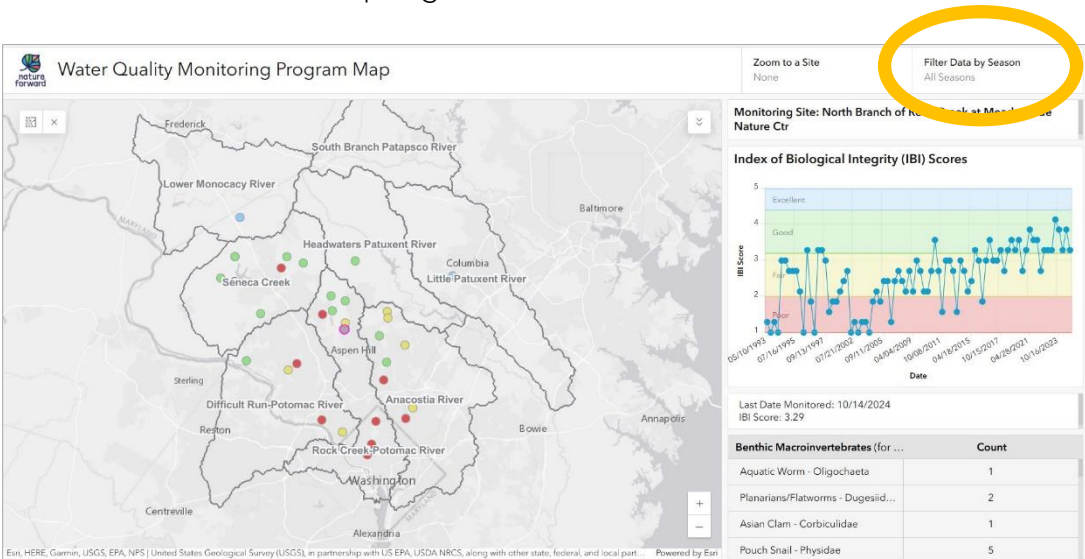 nature
forward
Water Quality Monitoring Program Map
Zoom to a Site
None
Filter Data by Season
All Seasons
Frederick
South Branch Patapsco River
Lower Monocacy River
MARYLAND
Baltimore
Headwaters Patuxent River
Columbia
Little Patuxent River
Seneca Creek
Aspen Hill
Sterling
MARYLAND
Difficult Run-Potomac River
Anacostia River
Reston
Bowie
Annapolis
Rock Creek-Potomac River
Washington
Centreville
Alexandria
Esri, HERE, Garmin, USGS, EPA, NPS | United States Geological Survey (USGS), in partnership with US EPA, USDA NRCS, along with other state, federal, and local part...
Powered by Esri
Monitoring Site: North Branch of
Nature Ctr
Index of Biological Integrity (IBI) Scores
5
Excellent
4
Good
3
Fair
2
Poor
1
IBI Score
05/10/1993
07/16/1995
09/13/1997
07/21/2002
09/11/2005
04/04/2009
10/08/2011
04/18/2015
10/15/2017
04/28/2021
10/16/2023
Date
Last Date Monitored: 10/14/2024
IBI Score: 3.29
Benthic Macroinvertebrates (for ... Count
Aquatic Worm - Oligochaeta 1
Planarians/Flatworms - Dugesiid... 2
Asian Clam - Corbiculidae 1
Pouch Snail - Physidae 5